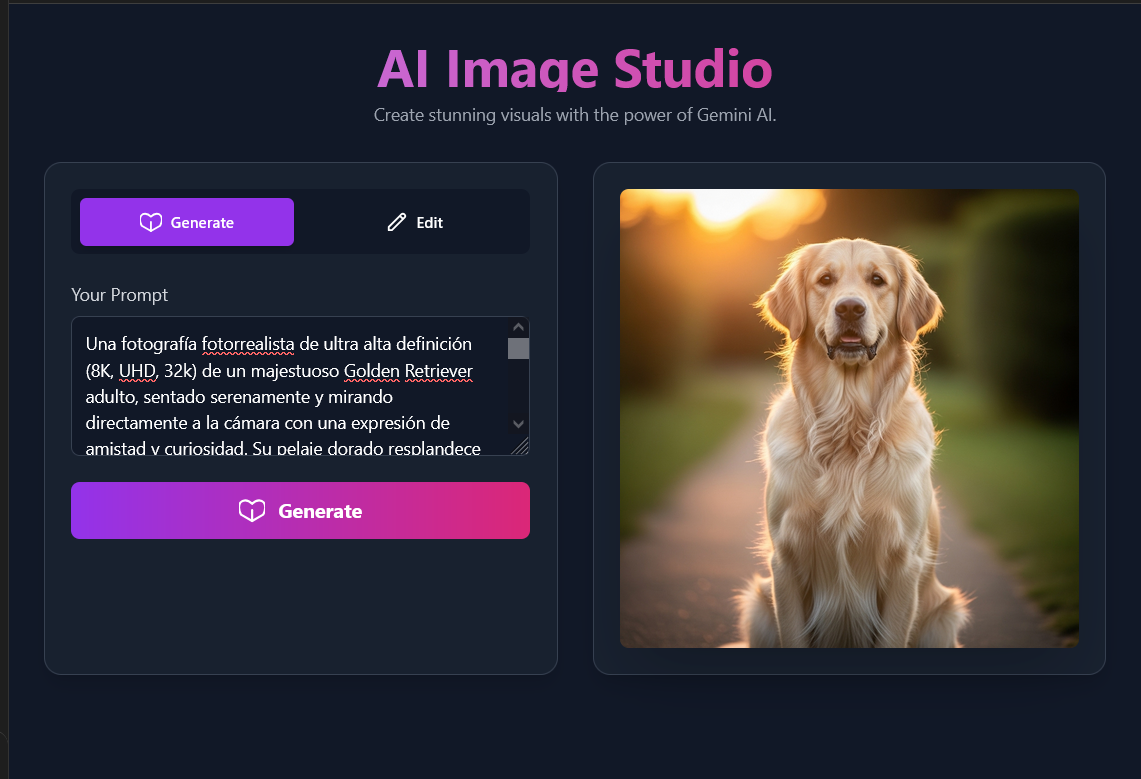 AI Image Studio
Create stunning visuals with the power of Gemini AI.
Generate
Edit
Your Prompt
Una fotografía fotorrealista de ultra alta definición
(8K, UHD, 32k) de un majestuoso Golden Retriever
adulto, sentado serenamente y mirando
directamente a la cámara con una expresión de
amistad y curiosidad. Su pelaje dorado resplandece
Generate